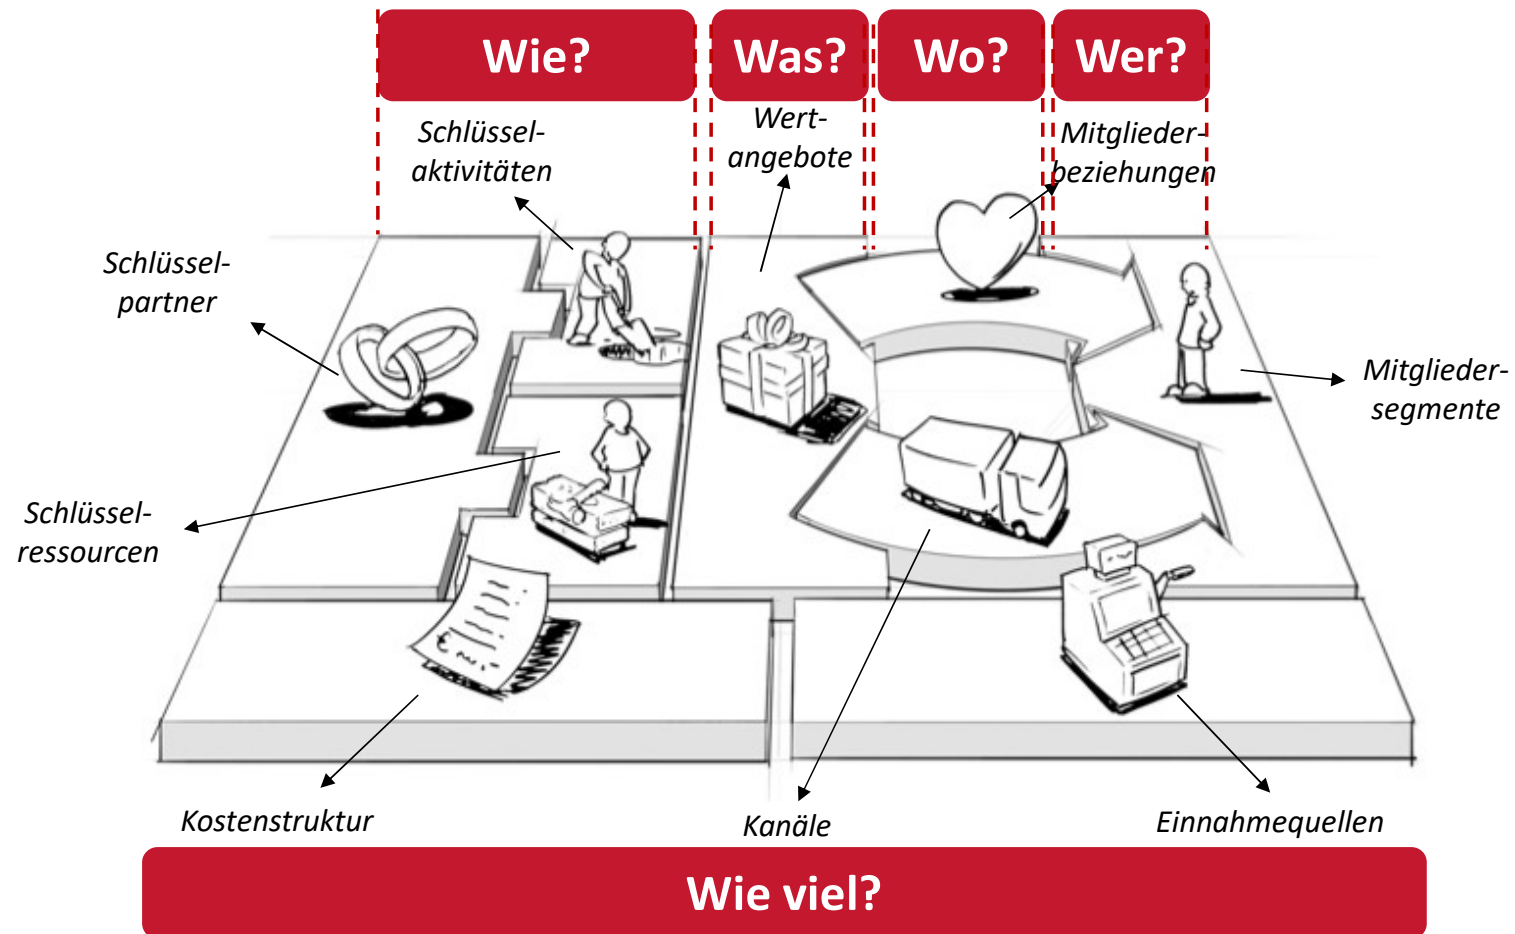 Wie?
Was?
Wo?
Wer?
Schlüssel-
aktivitäten
Wert-
angebote
Mitglieder-
beziehungen
Schlüssel-
partner
Mitglieder-
segmente
Schlüssel-
ressourcen
€
Kostenstruktur
Kanäle
Einnahmequellen
Wie viel?